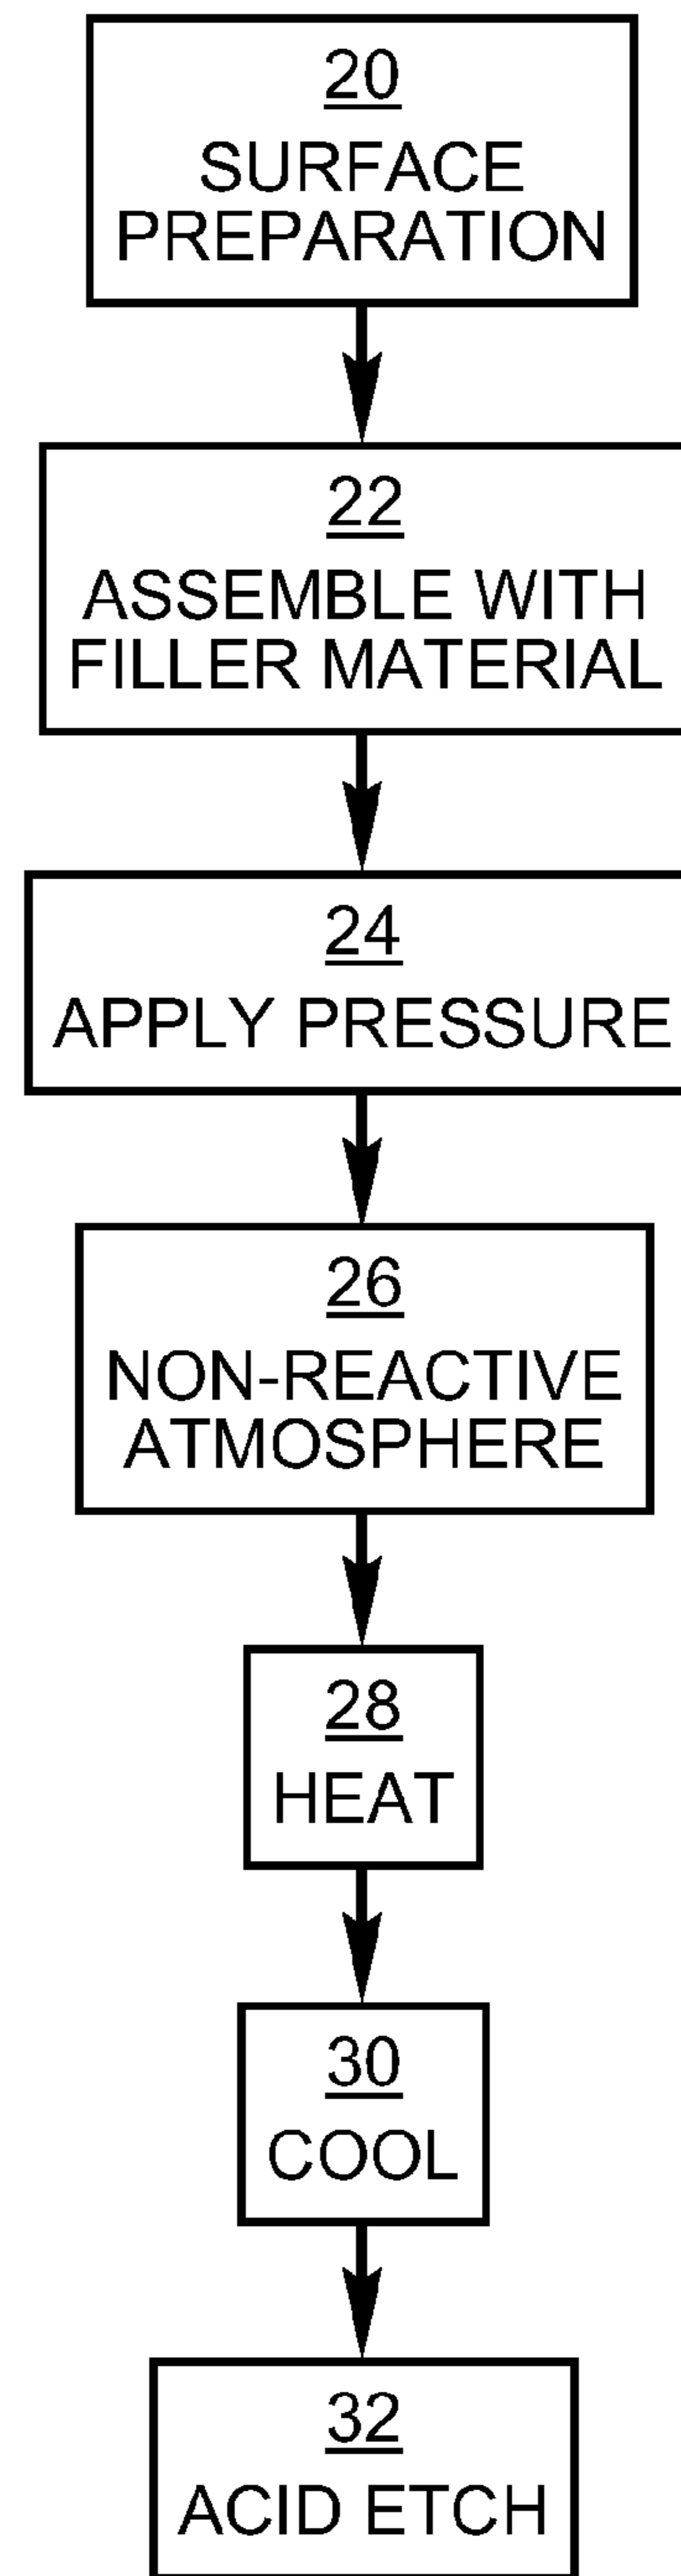 20
SURFACE
PREPARATION
22
ASSEMBLE WITH
FILLER MATERIAL
24
APPLY PRESSURE
26
NON-REACTIVE
ATMOSPHERE
28
HEAT
30
COOL
32
ACID ETCH